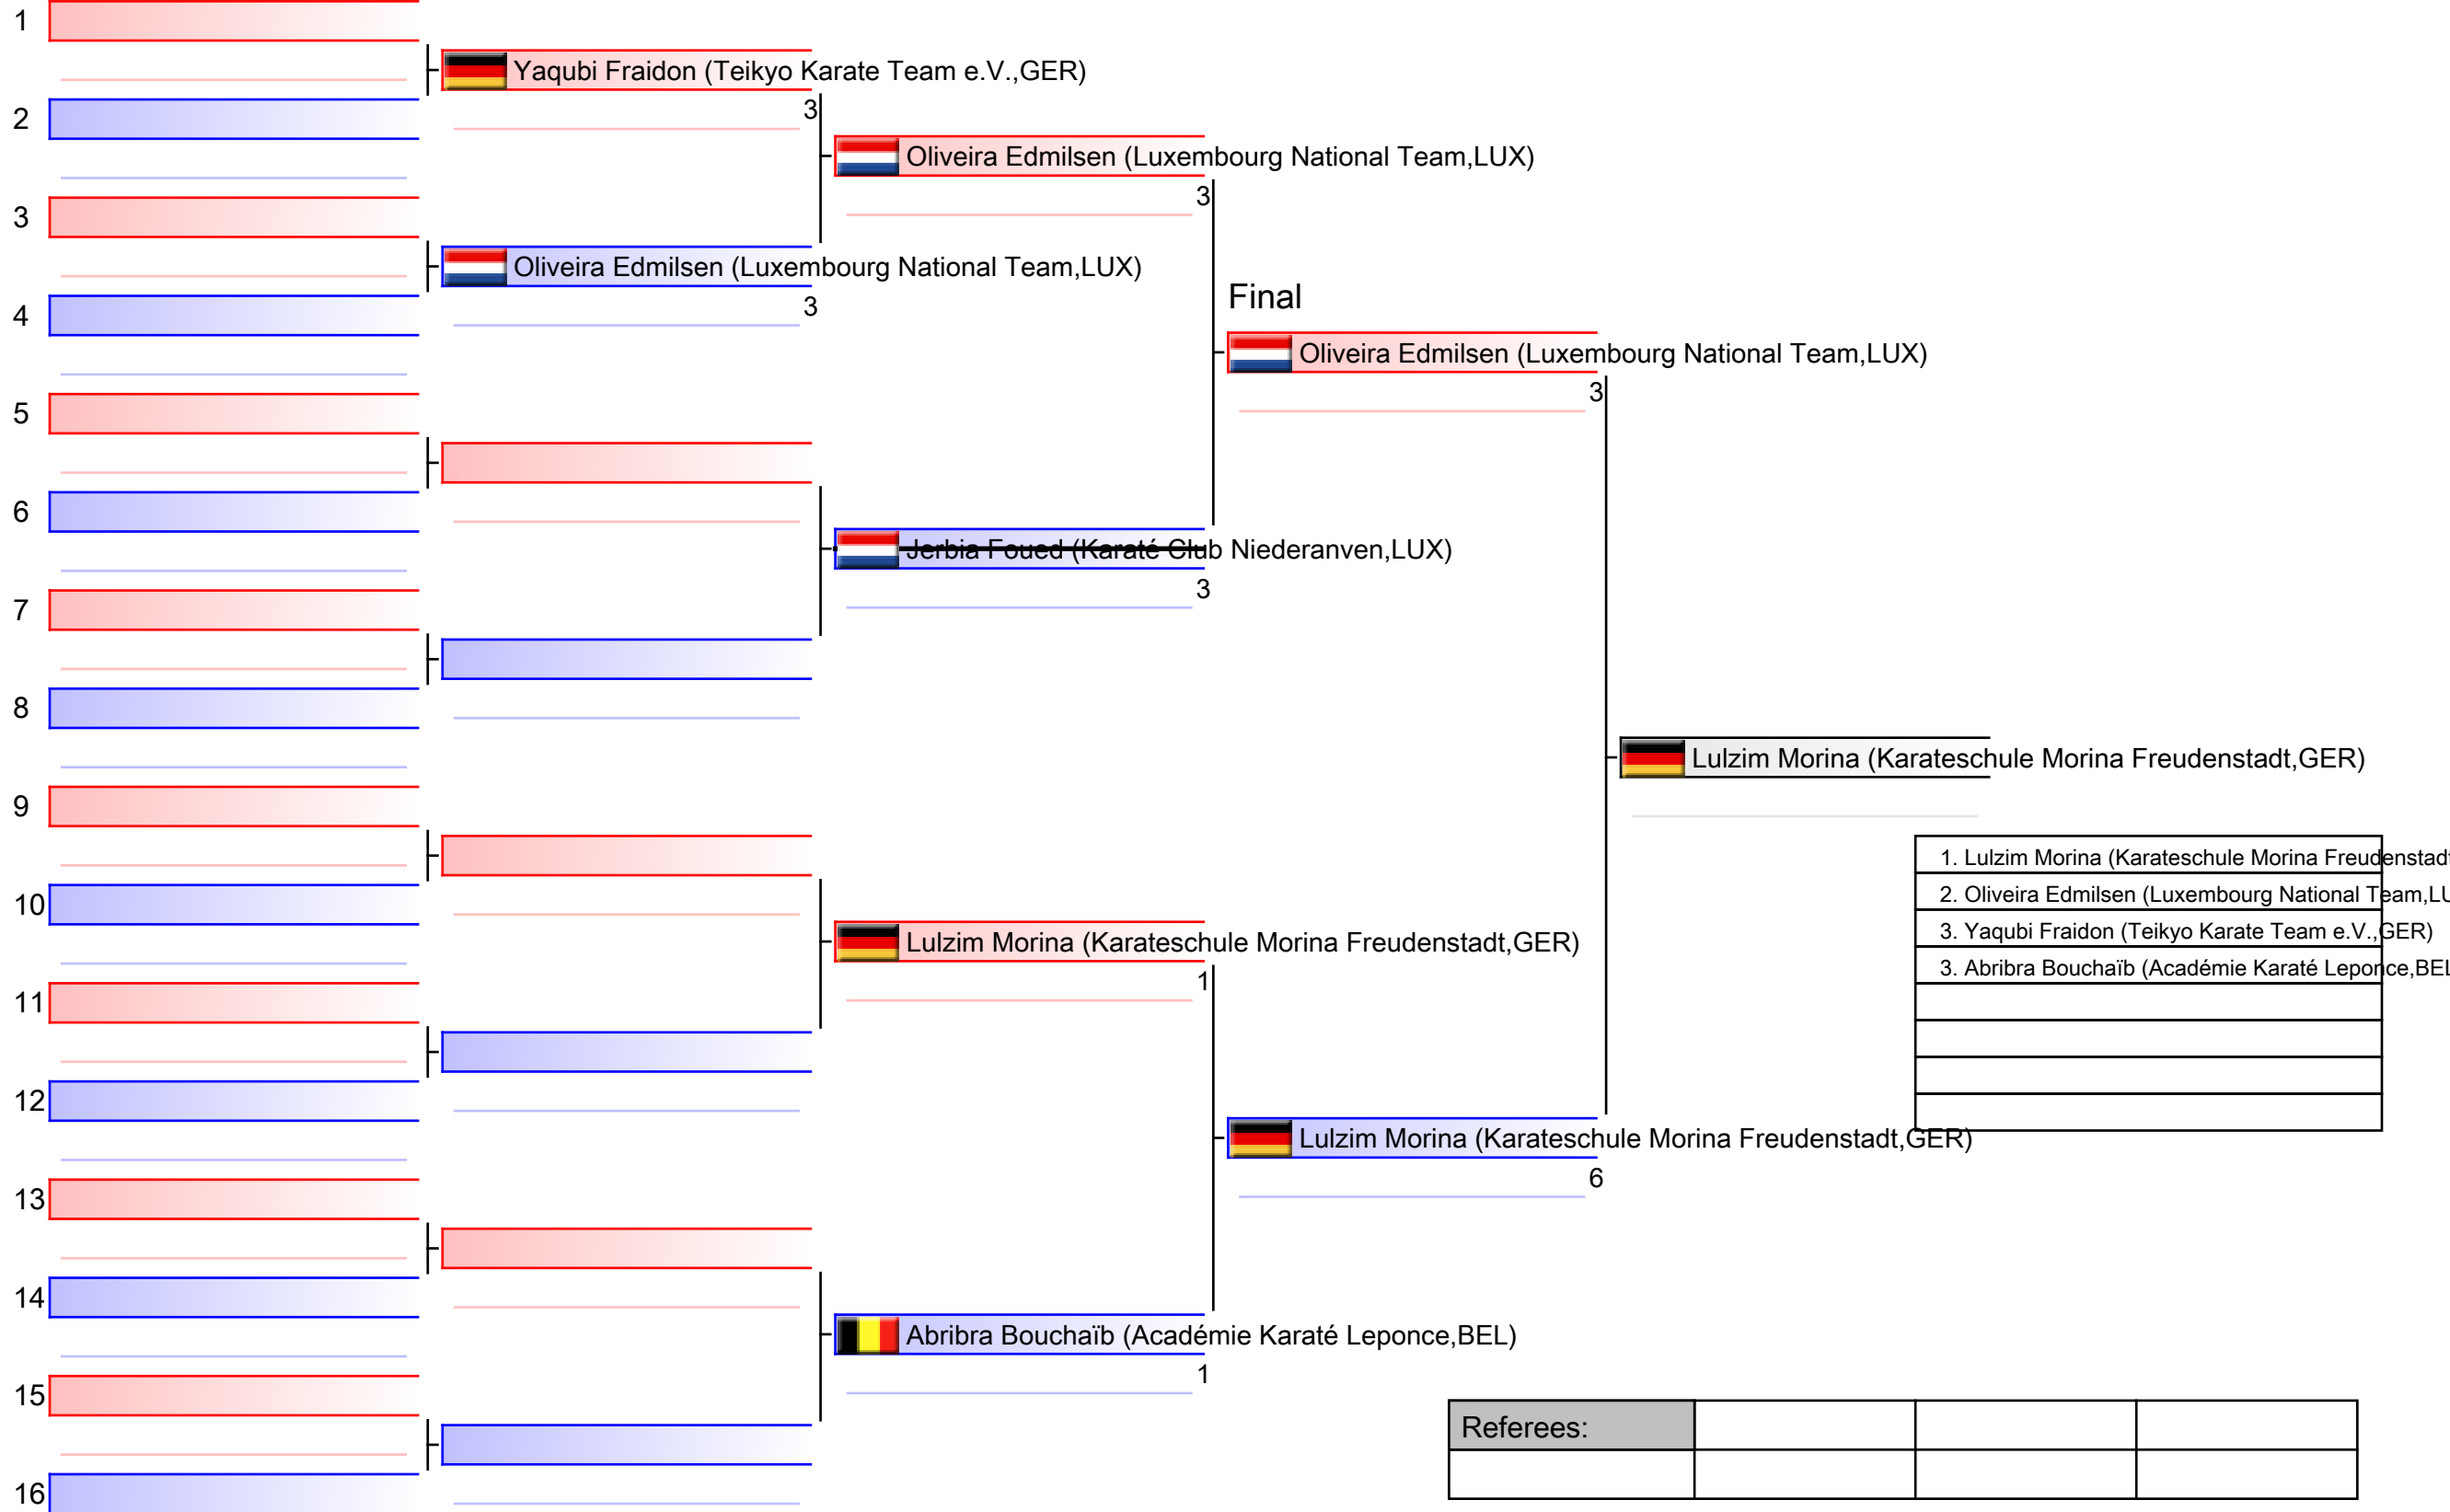 1
Yaqubi Fraidon (Teikyo Karate Team e.V.,GER)
3
2
Oliveira Edmilsen (Luxembourg National Team,LUX)
3
3
Oliveira Edmilsen (Luxembourg National Team,LUX)
3
4
Final
Oliveira Edmilsen (Luxembourg National Team,LUX)
3
5
6
Jerbia Foued (Karaté Club Niederanven,LUX)
3
7
8
Lulzim Morina (Karateschule Morina Freudenstadt,GER)
9
1. Lulzim Morina (Karateschule Morina Freudenstadt
2. Oliveira Edmilsen (Luxembourg National Team,LU
3. Yaqubi Fraidon (Teikyo Karate Team e.V.,GER)
3. Abribra Bouchaïb (Académie Karaté Leponce,BEL
10
Lulzim Morina (Karateschule Morina Freudenstadt,GER)
1
11
12
Lulzim Morina (Karateschule Morina Freudenstadt,GER)
6
13
14
Abribra Bouchaïb (Académie Karaté Leponce,BEL)
1
15
Referees:
16